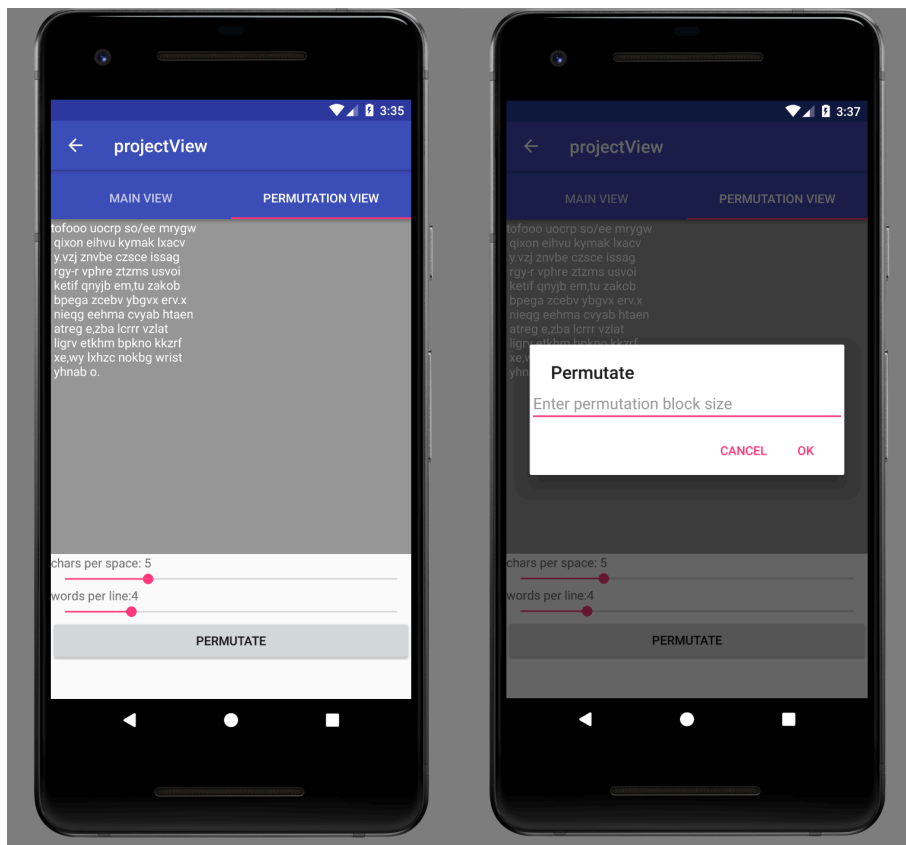 3:35
projectView
MAIN VIEW PERMUTATION VIEW
tofooo uocrp so/ee mrygw
qixon eihvu kymak lxacv
y.vzj znvbe czsce issag
rgy-r vphre ztzms usvoi
ketif qnyjb em,tu zakob
bpega zcebv ybgvx erv.x
nieqg eehma cvyab htaen
atreg e,zba lcrrr vzlat
ligrv etkhm bpkno kkzrf
xe,wy lxhzc nokbg wrist
yhnab o.
chars per space: 5
words per line:4
PERMUTATE
3:37
projectView
MAIN VIEW PERMUTATION VIEW
tofooo uocrp so/ee mrygw
qixon eihvu kymak lxacv
y.vzj znvbe czsce issag
rgy-r vphre ztzms usvoi
ketif qnyjb em,tu zakob
bpega zcebv ybgvx erv.x
nieqg eehma cvyab htaen
atreg e,zba lcrrr vzlat
ligrv etkhm bpkno kkzrf
Permutate
Enter permutation block size
CANCEL OK
chars per space: 5
words per line:4
PERMUTATE